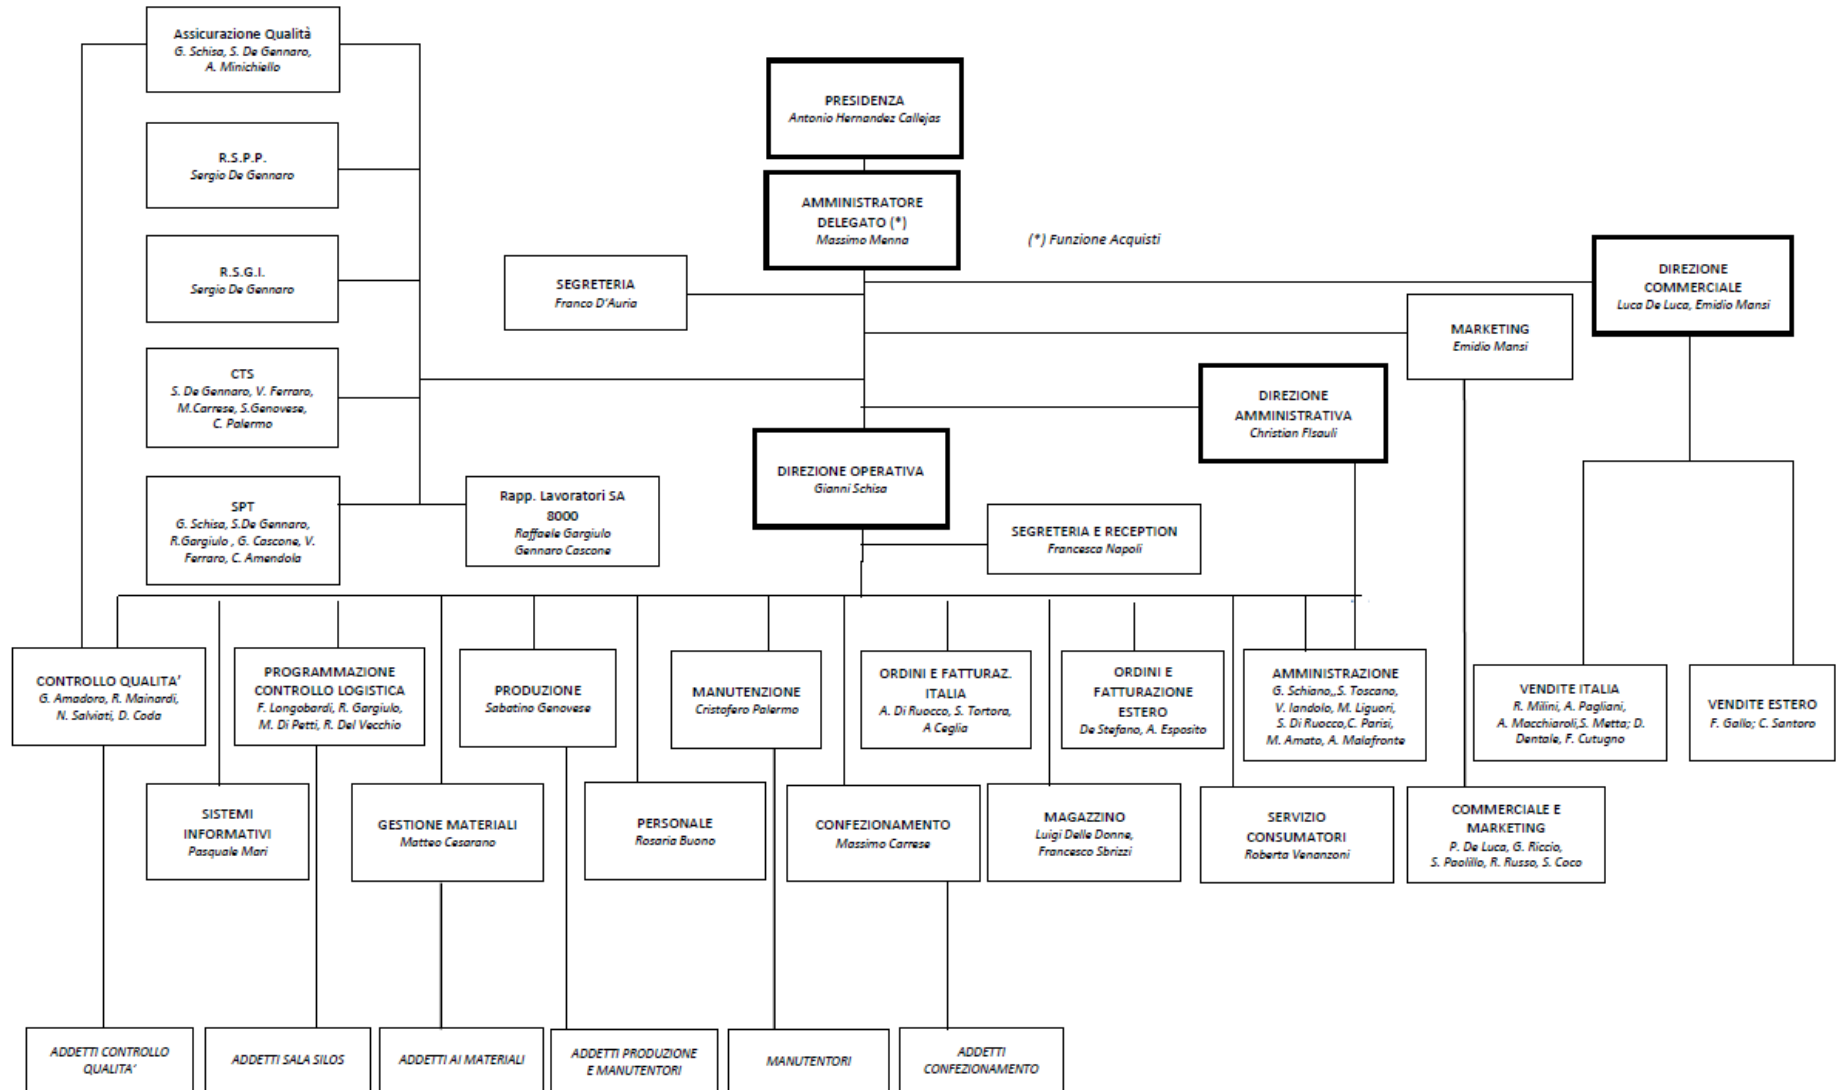 Assicurazione Qualità
G. Schisa, S. De Gennaro,
A. Minichiello
PRESIDENZA
Antonio Hernandez Callejas
R.S.P.P.
Sergio De Gennaro
AMMINISTRATORE
DELEGATO (*)
Massimo Menna
(*) Funzione Acquisti
R.S.G.I.
Sergio De Gennaro
SEGRETERIA
Franco D'Auria
DIREZIONE
COMMERCIALE
Luca De Luca, Emidio Mansi
MARKETING
Emidio Mansi
CTS
S. De Gennaro, V. Ferraro,
M.Carrese, S.Genovese,
C. Palermo
DIREZIONE
AMMINISTRATIVA
Christian FIsauli
DIREZIONE OPERATIVA
Gianni Schisa
SPT
G. Schisa, S.De Gennaro,
R.Gargiulo , G. Cascone, V.
Ferraro, C. Amendola
Rapp. Lavoratori SA
8000
Raffaele Gargiulo
Gennaro Cascone
SEGRETERIA E RECEPTION
Francesca Napoli
CONTROLLO QUALITA'
G. Amadoro, R. Mainardi,
N. Salviati, D. Coda
PROGRAMMAZIONE
CONTROLLO LOGISTICA
F. Longobardi, R. Gargiulo,
M. Di Petti, R. Del Vecchio
PRODUZIONE
Sabatino Genovese
MANUTENZIONE
Cristofero Palermo
ORDINI E FATTURAZ.
ITALIA
A. Di Ruocco, S. Tortora,
A Ceglia
ORDINI E
FATTURAZIONE
ESTERO
De Stefano, A. Esposito
AMMINISTRAZIONE
G. Schiano,,S. Toscano,
V. Iandolo, M. Liguori,
S. Di Ruocco,C. Parisi,
M. Amato, A. Malafronte
VENDITE ITALIA
R. Milini, A. Pagliani,
A. Macchiaroli,S. Metta; D.
Dentale, F. Cutugno
VENDITE ESTERO
F. Gallo; C. Santoro
SISTEMI
INFORMATIVI
Pasquale Mari
GESTIONE MATERIALI
Matteo Cesarano
PERSONALE
Rosaria Buono
CONFEZIONAMENTO
Massimo Carrese
MAGAZZINO
Luigi Delle Donne,
Francesco Sbrizzi
SERVIZIO
CONSUMATORI
Roberta Venanzoni
COMMERCIALE E
MARKETING
P. De Luca, G. Riccio,
S. Paolillo, R. Russo, S. Coco
ADDETTI CONTROLLO
QUALITA'
ADDETTI SALA SILOS
ADDETTI AI MATERIALI
ADDETTI PRODUZIONE
E MANUTENTORI
MANUTENTORI
ADDETTI
CONFEZIONAMENTO